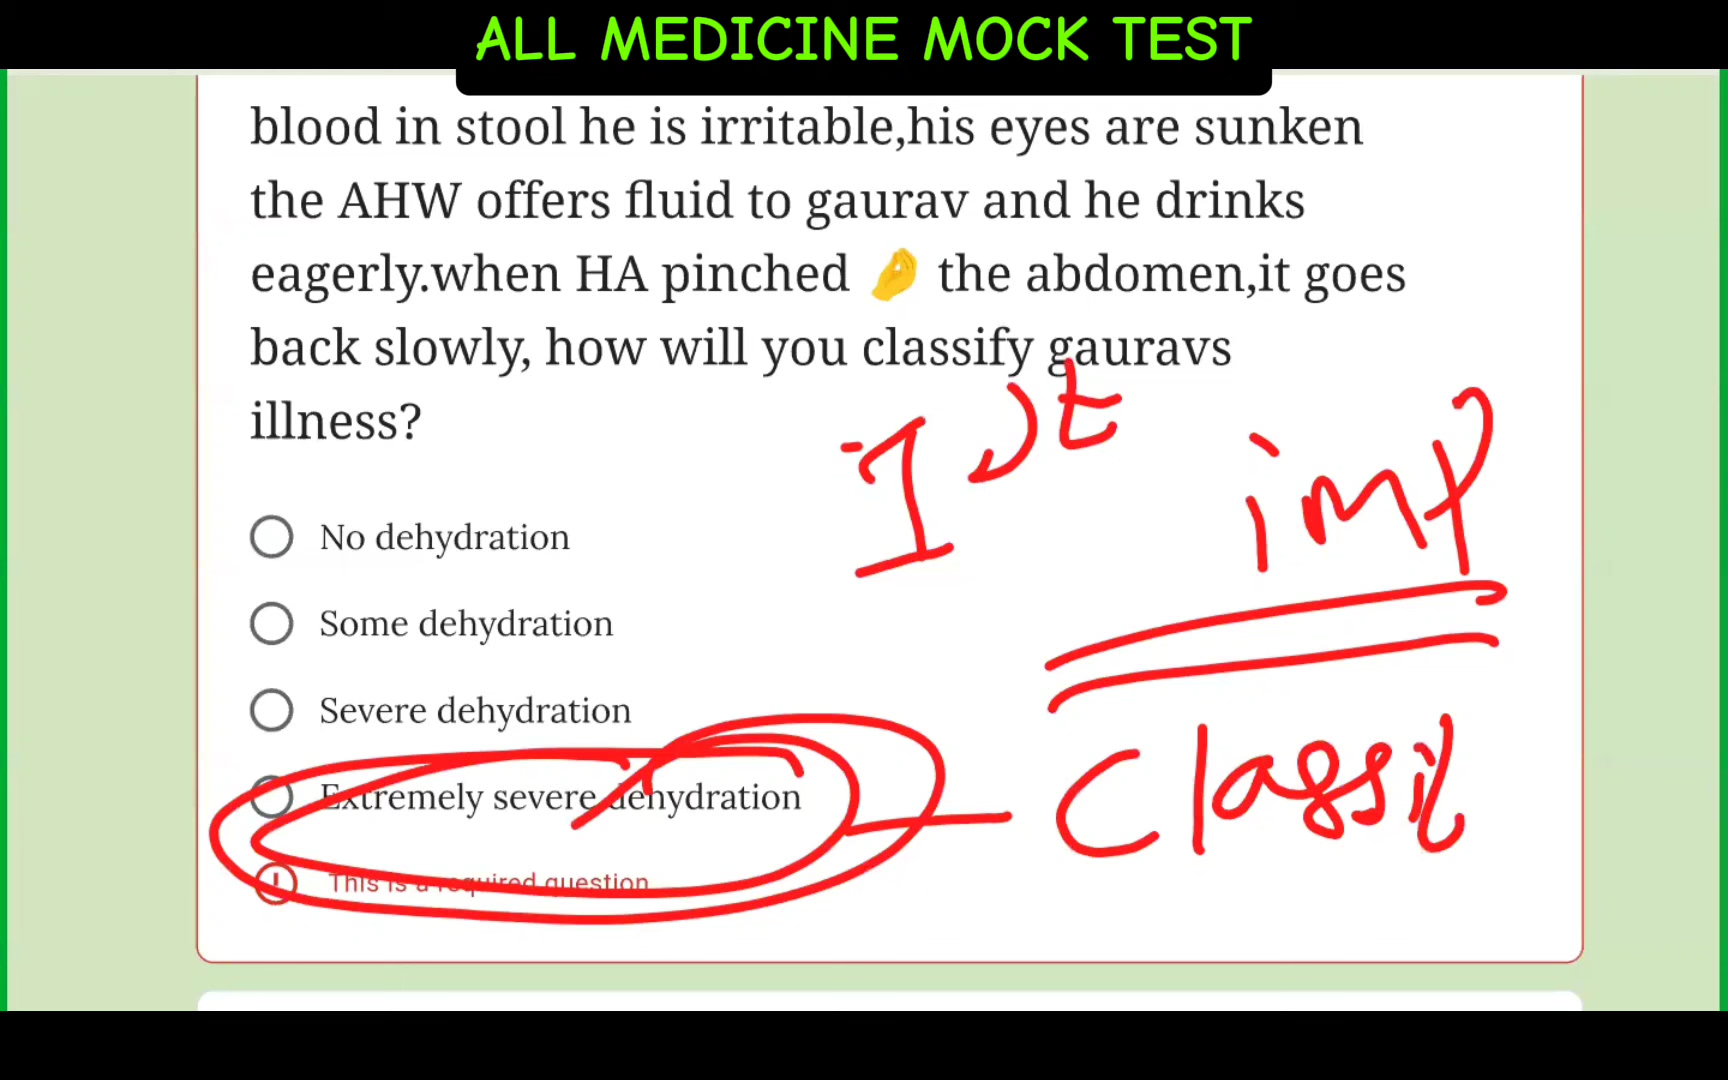 ALL MEDICINE MOCK TEST
blood in stool he is irritable,his eyes are sunken
the AHW offers fluid to gaurav and he drinks
eagerly.when HA pinched 🤌 the abdomen,it goes
back slowly, how will you classify gauravs
illness?
Ist imp
No dehydration
Some dehydration
Severe dehydration
Extremely severe dehydration
Classi
This is a required question